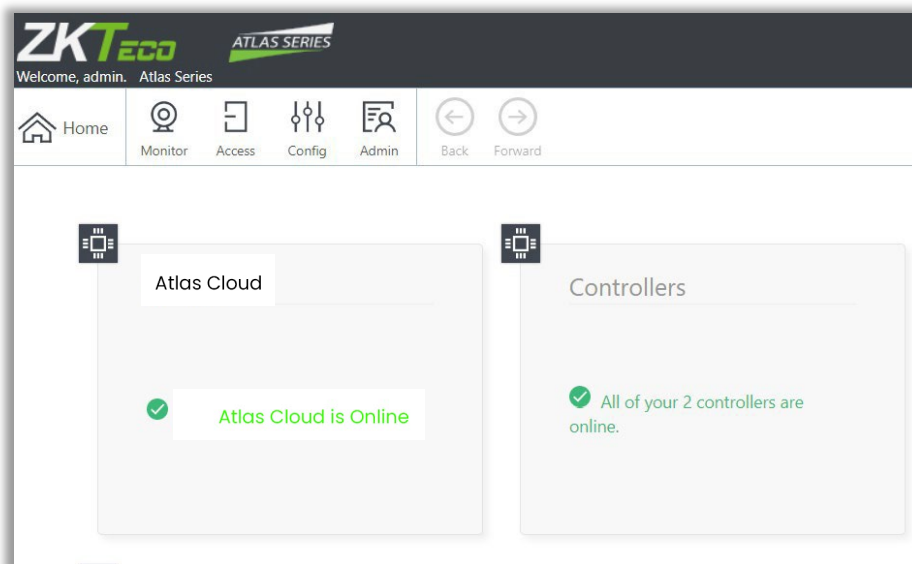 ZKTeco
ATLAS SERIES
Welcome, admin. Atlas Series
Home
Monitor
Access
Config
Admin
Back
Forward
Atlas Cloud
Atlas Cloud is Online
Controllers
All of your 2 controllers are
online.